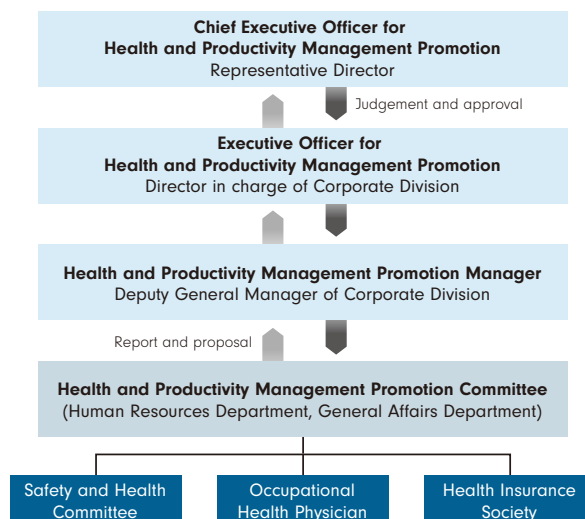 Chief Executive Officer for
Health and Productivity Management Promotion
Representative Director
Judgement and approval
Executive Officer for
Health and Productivity Management Promotion
Director in charge of Corporate Division
Health and Productivity Management Promotion Manager
Deputy General Manager of Corporate Division
Report and proposal
Health and Productivity Management Promotion Committee
(Human Resources Department, General Affairs Department)
Safety and Health
Committee
Occupational
Health Physician
Health Insurance
Society